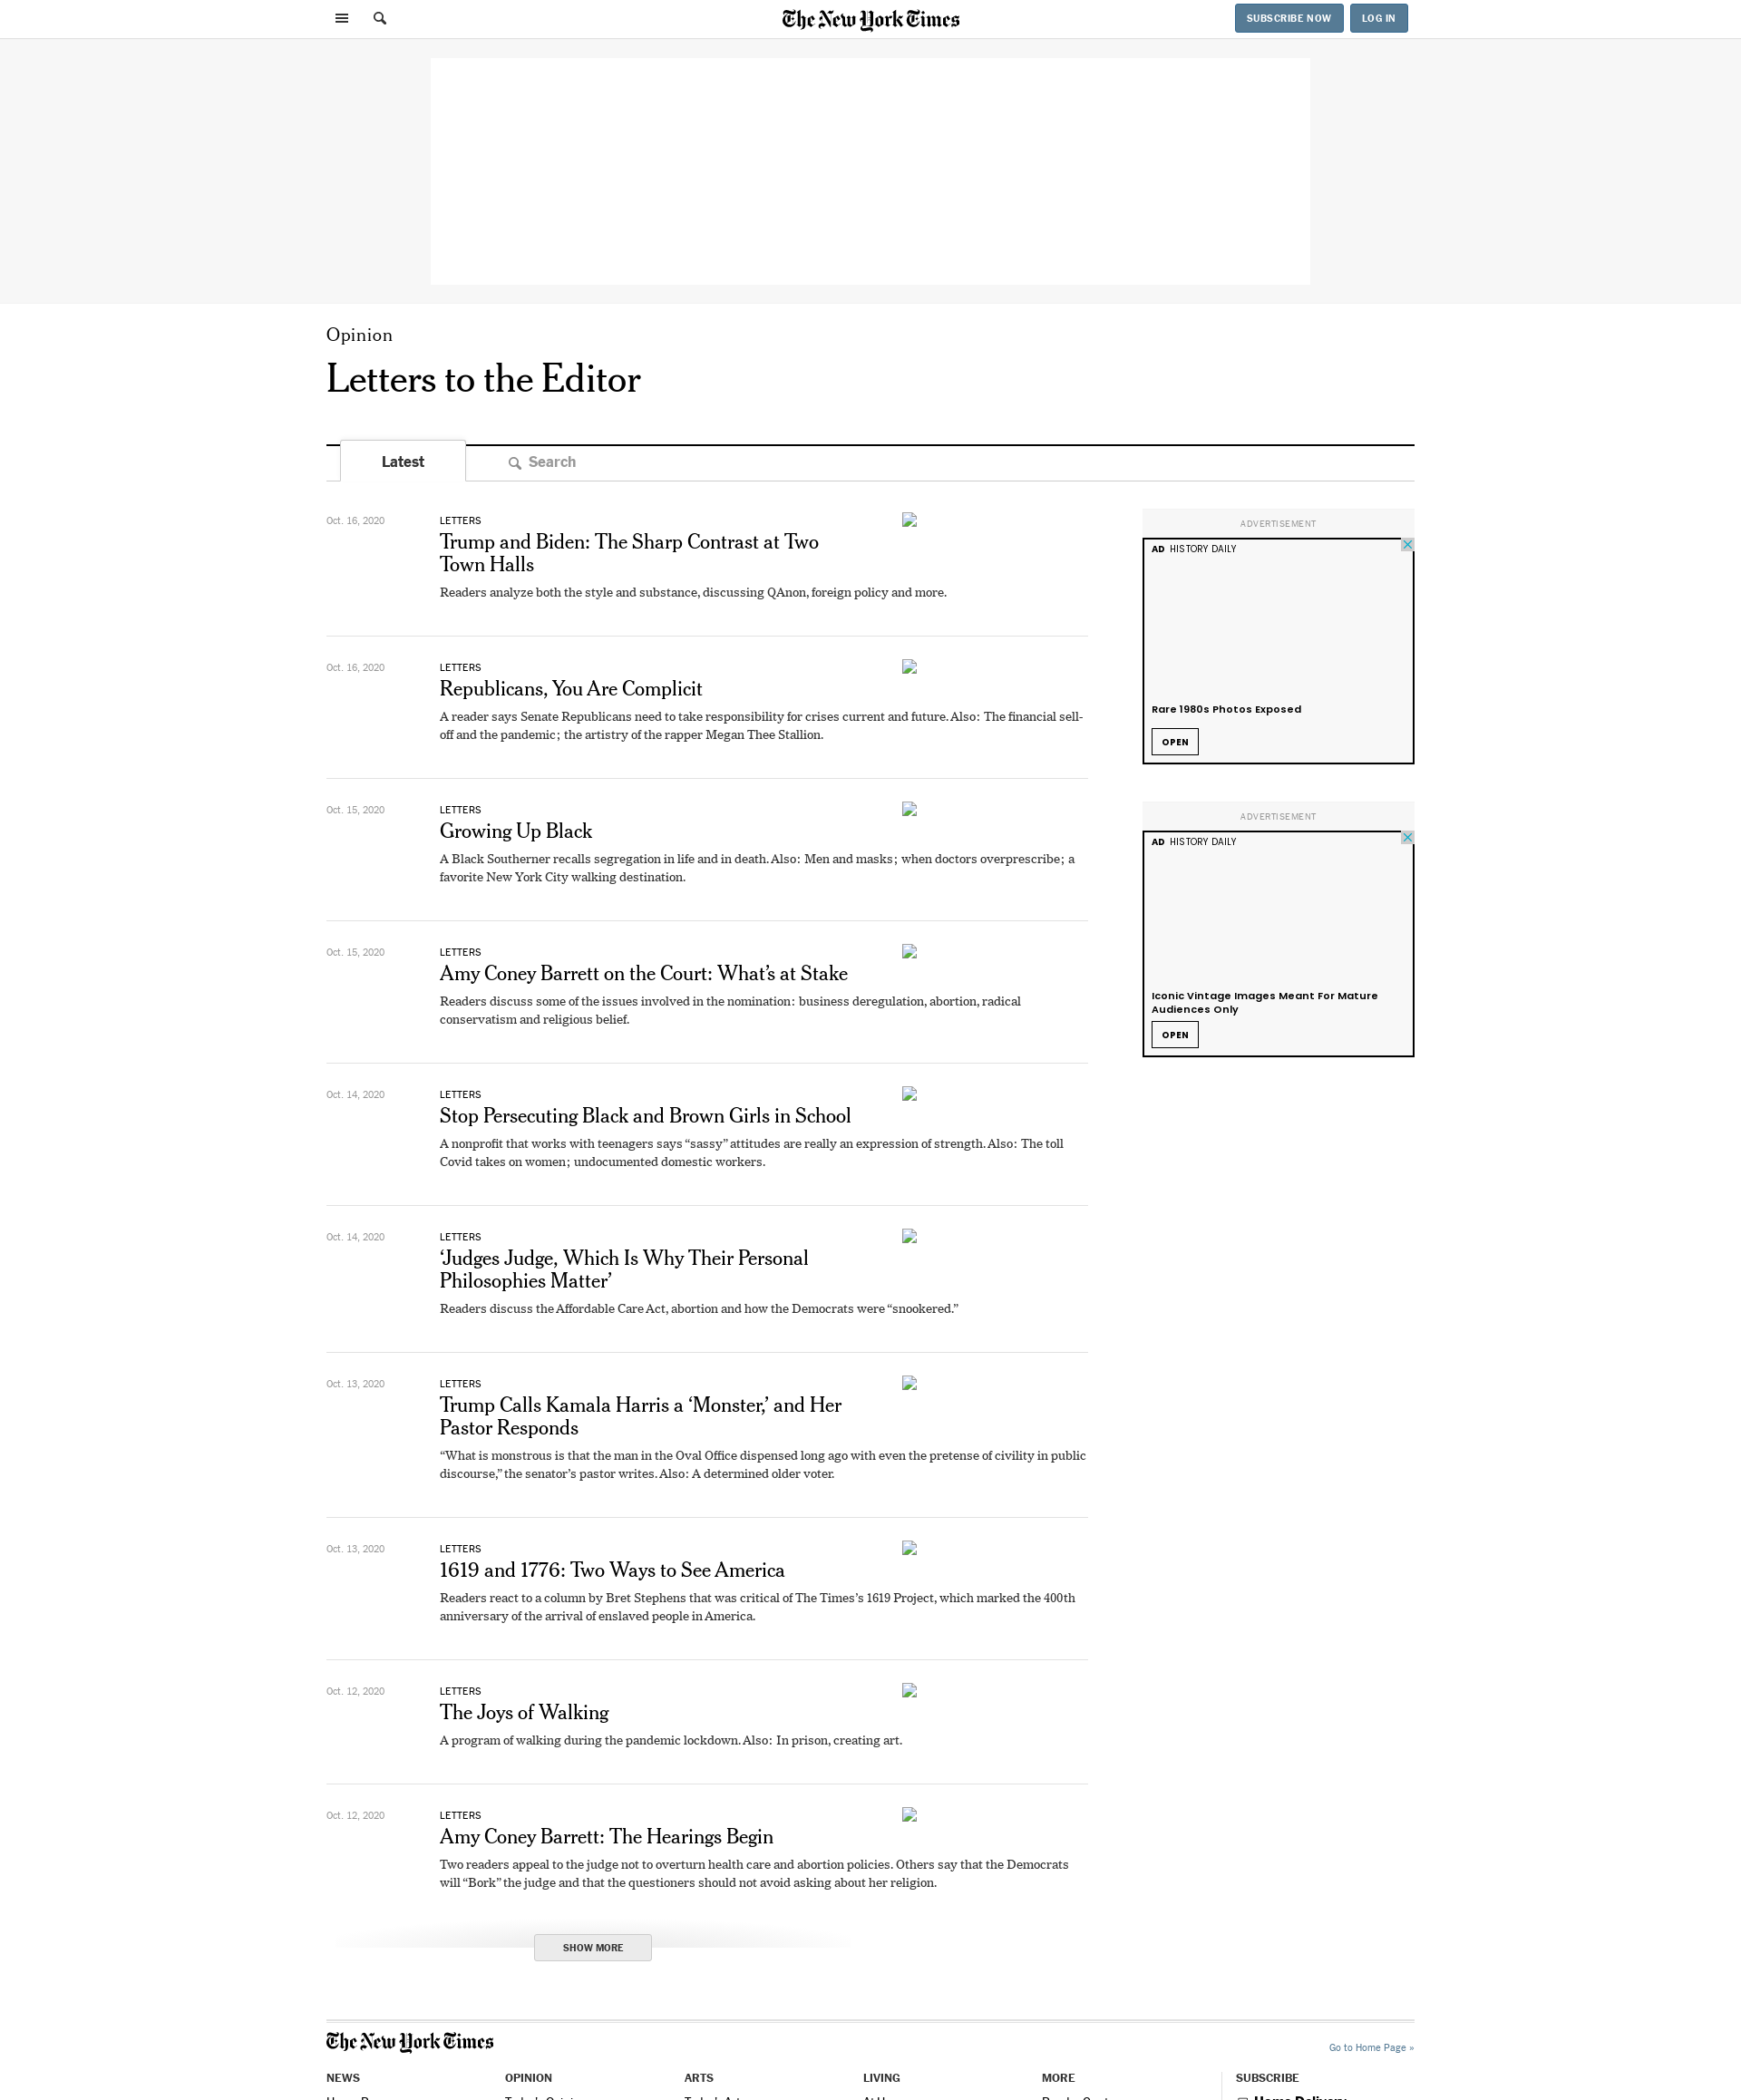 The New York Times
SUBSCRIBE NOW
LOG IN
Opinion
Letters to the Editor
Latest
Search
Oct. 16, 2020
LETTERS
Trump and Biden: The Sharp Contrast at Two
Town Halls
Readers analyze both the style and substance, discussing QAnon, foreign policy and more.
Oct. 16, 2020
LETTERS
Republicans, You Are Complicit
A reader says Senate Republicans need to take responsibility for crises current and future. Also: The financial sell-
off and the pandemic; the artistry of the rapper Megan Thee Stallion.
Oct. 15, 2020
LETTERS
Growing Up Black
A Black Southerner recalls segregation in life and in death. Also: Men and masks; when doctors overprescribe; a
favorite New York City walking destination.
Oct. 15, 2020
LETTERS
Amy Coney Barrett on the Court: What’s at Stake
Readers discuss some of the issues involved in the nomination: business deregulation, abortion, radical
conservatism and religious belief.
Oct. 14, 2020
LETTERS
Stop Persecuting Black and Brown Girls in School
A nonprofit that works with teenagers says “sassy” attitudes are really an expression of strength. Also: The toll
Covid takes on women; undocumented domestic workers.
Oct. 14, 2020
LETTERS
‘Judges Judge, Which Is Why Their Personal
Philosophies Matter’
Readers discuss the Affordable Care Act, abortion and how the Democrats were “snookered.”
Oct. 13, 2020
LETTERS
Trump Calls Kamala Harris a ‘Monster,’ and Her
Pastor Responds
“What is monstrous is that the man in the Oval Office dispensed long ago with even the pretense of civility in public
discourse,” the senator’s pastor writes. Also: A determined older voter.
Oct. 13, 2020
LETTERS
1619 and 1776: Two Ways to See America
Readers react to a column by Bret Stephens that was critical of The Times’s 1619 Project, which marked the 400th
anniversary of the arrival of enslaved people in America.
Oct. 12, 2020
LETTERS
The Joys of Walking
A program of walking during the pandemic lockdown. Also: In prison, creating art.
Oct. 12, 2020
LETTERS
Amy Coney Barrett: The Hearings Begin
Two readers appeal to the judge not to overturn health care and abortion policies. Others say that the Democrats
will “Bork” the judge and that the questioners should not avoid asking about her religion.
SHOW MORE
ADVERTISEMENT
AD HISTORY DAILY
Rare 1980s Photos Exposed
OPEN
ADVERTISEMENT
AD HISTORY DAILY
Iconic Vintage Images Meant For Mature
Audiences Only
OPEN
The New York Times
Go to Home Page »
NEWS
OPINION
ARTS
LIVING
MORE
SUBSCRIBE
Home Delivery